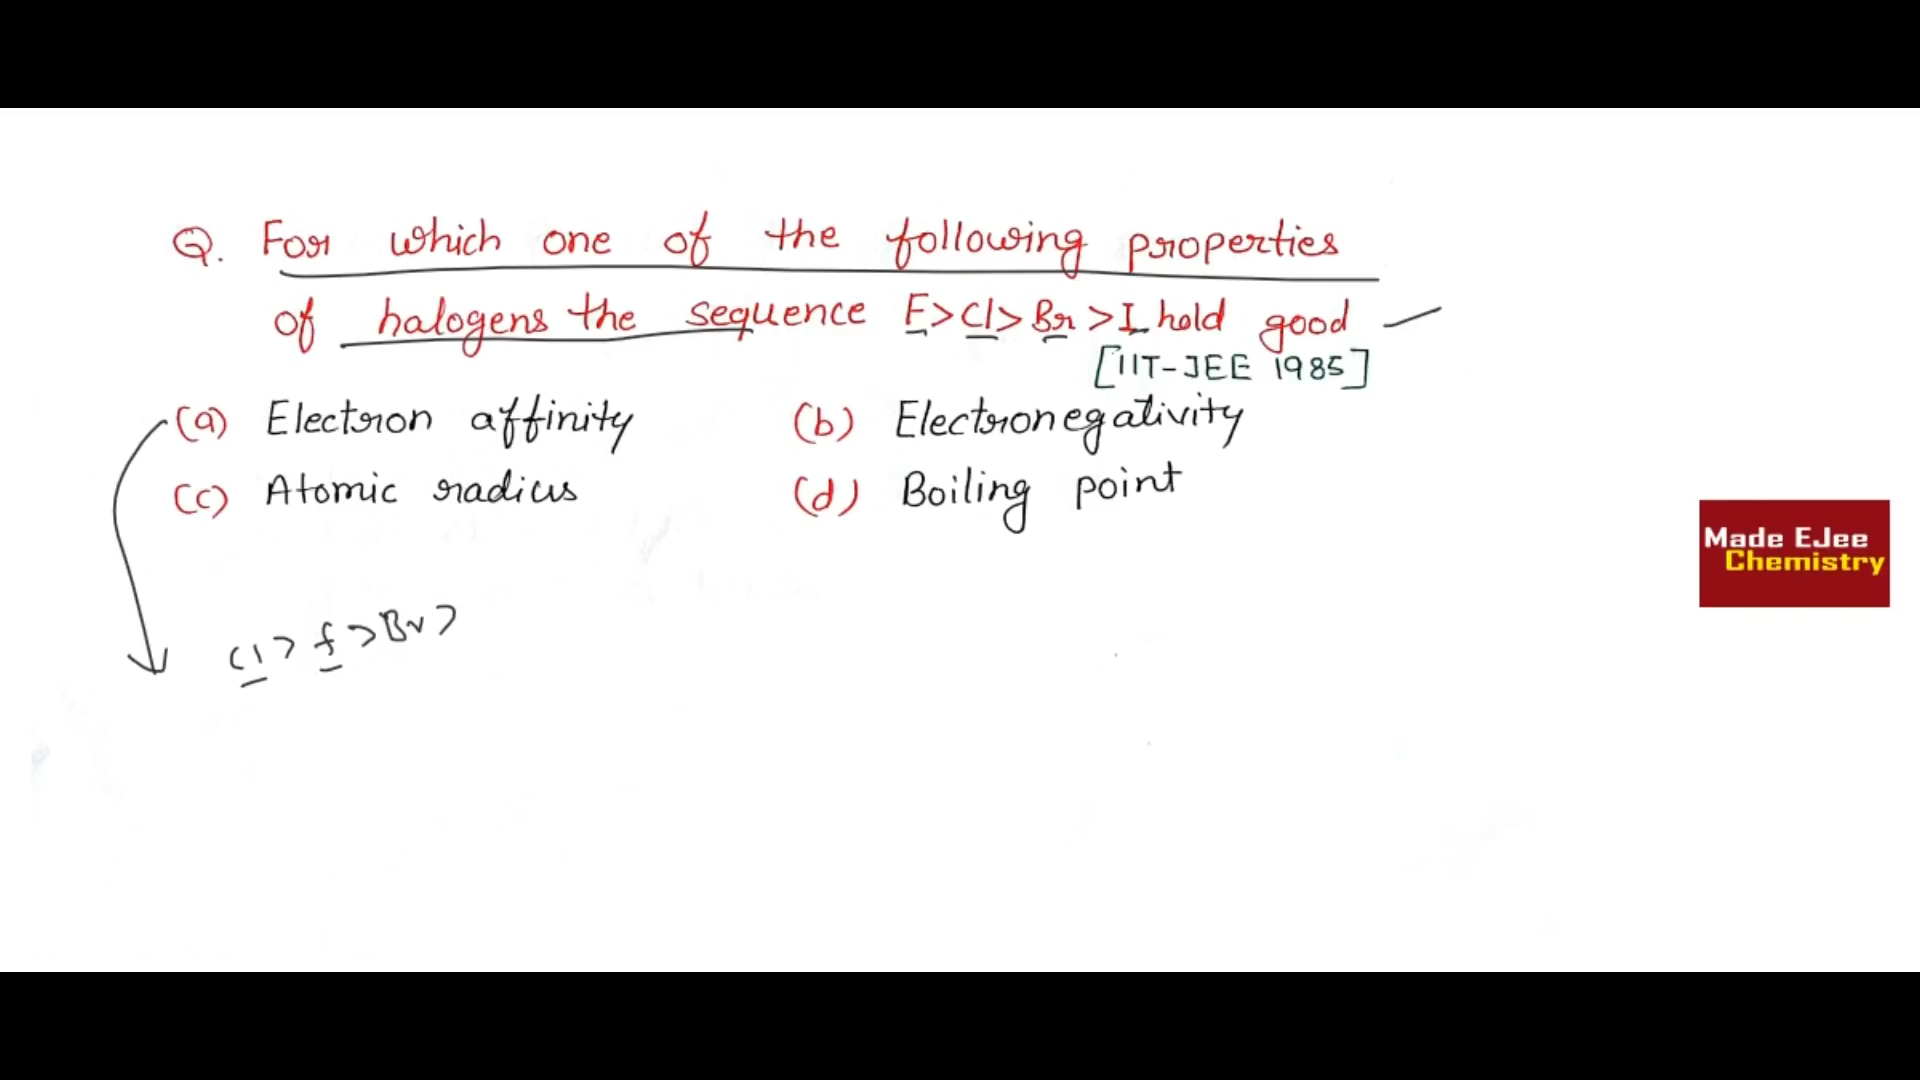 Q. For which one of the following properties
of halogens the sequence F>Cl>Br>I hold good
[IIT-JEE 1985]
(a) Electron affinity (b) Electronegativity
(c) Atomic radius (d) Boiling point
Made EJee
Chemistry
Cl > f > Br >